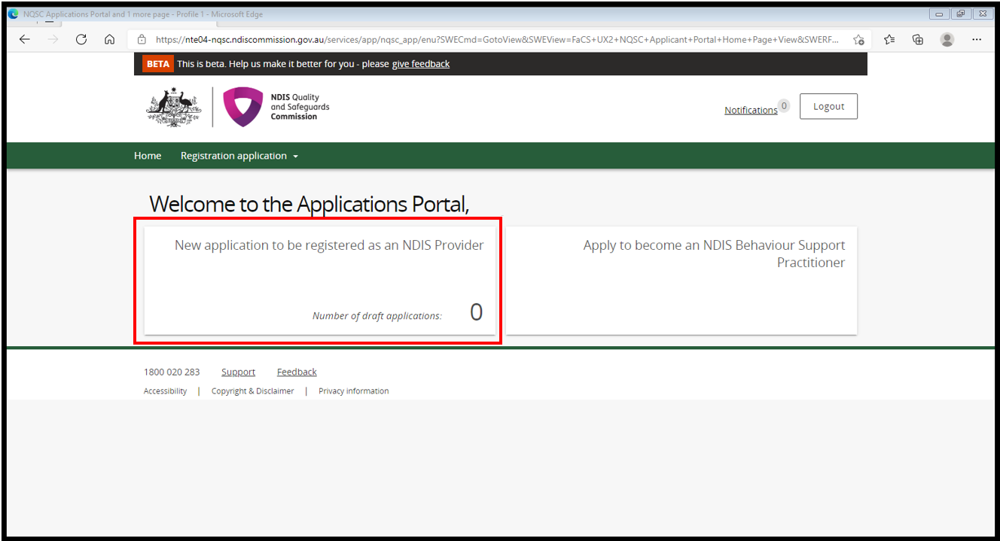 NQSC Applications Portal and 1 more page - Profile 1 - Microsoft Edge
https://nte04-nqsc.ndiscommission.gov.au/services/app/nqsc_app/enu?SWECmd=GotoView&SWEView=FaCS+UX2+NQSC+Applicant+Portal+Home+Page+View&SWERF...
BETA This is beta. Help us make it better for you - please give feedback
NDIS Quality
and Safeguards
Commission
Notifications 0
Logout
Home Registration application
Welcome to the Applications Portal,
New application to be registered as an NDIS Provider
Number of draft applications: 0
Apply to become an NDIS Behaviour Support
Practitioner
1800 020 283 Support Feedback
Accessibility | Copyright & Disclaimer | Privacy information